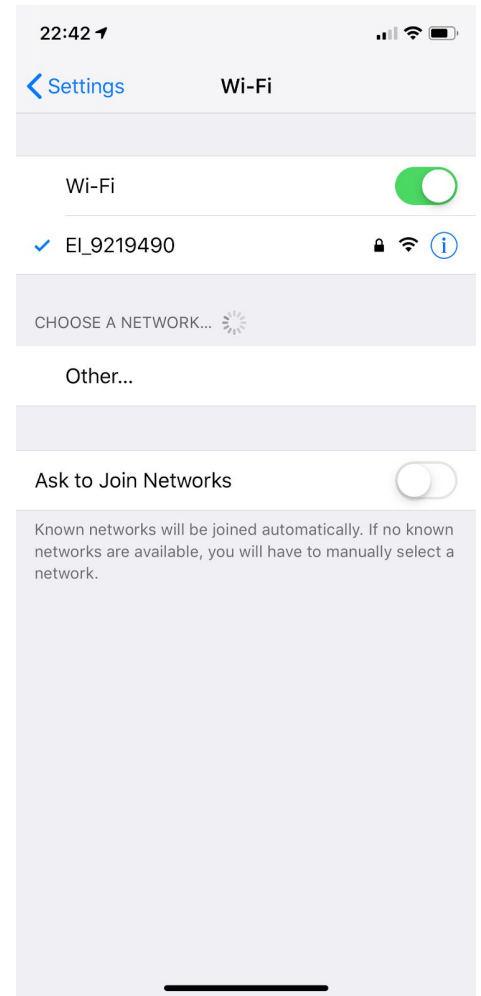 22:42
Settings
Wi-Fi
Wi-Fi
EI_9219490
CHOOSE A NETWORK...
Other...
Ask to Join Networks
Known networks will be joined automatically. If no known
networks are available, you will have to manually select a
network.